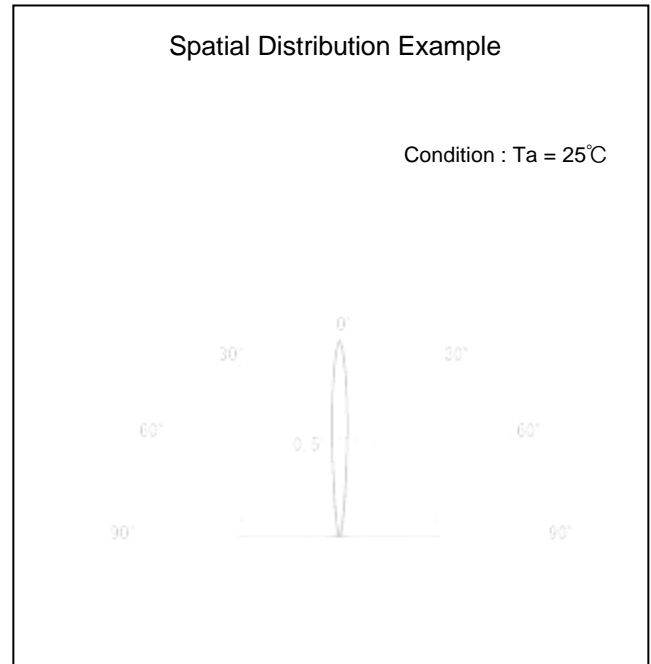 Spatial Distribution Example
Condition : Ta = 25℃
0°
30° 30°
60° 60°
0.5
90° 90°